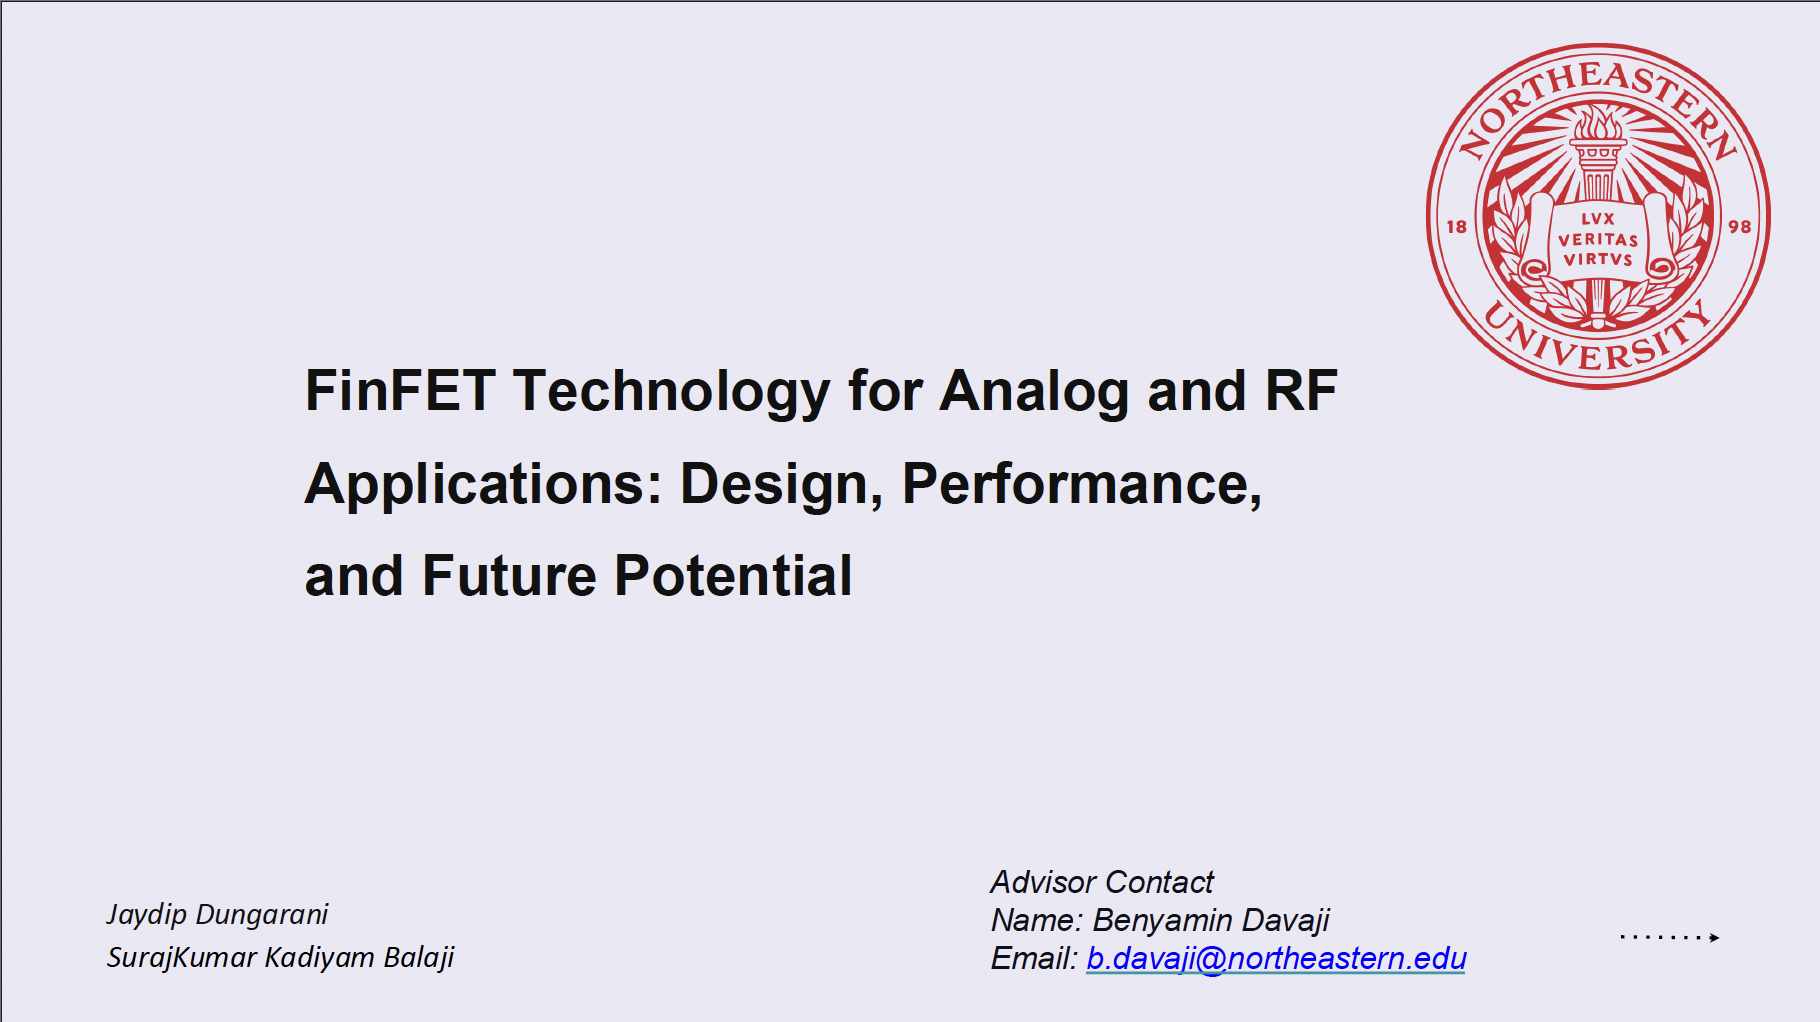 NORTHEASTERN
18 98
LVX
VERITAS
VIRTVS
UNIVERSITY
FinFET Technology for Analog and RF
Applications: Design, Performance,
and Future Potential
Jaydip Dungarani
SurajKumar Kadiyam Balaji
Advisor Contact
Name: Benyamin Davaji
Email: b.davaji@northeastern.edu